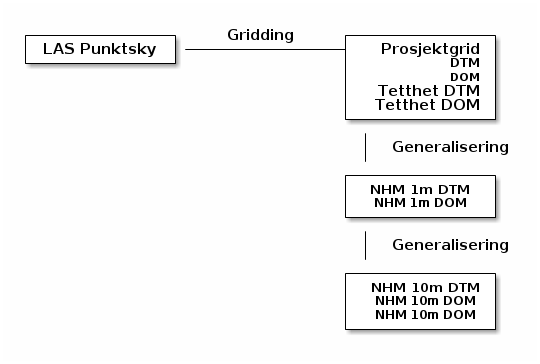 LAS Punktsky
Gridding
Prosjektgrid
DTM
DOM
Tetthet DTM
Tetthet DOM
Generalisering
NHM 1m DTM
NHM 1m DOM
Generalisering
NHM 10m DTM
NHM 10m DOM
NHM 10m DOM